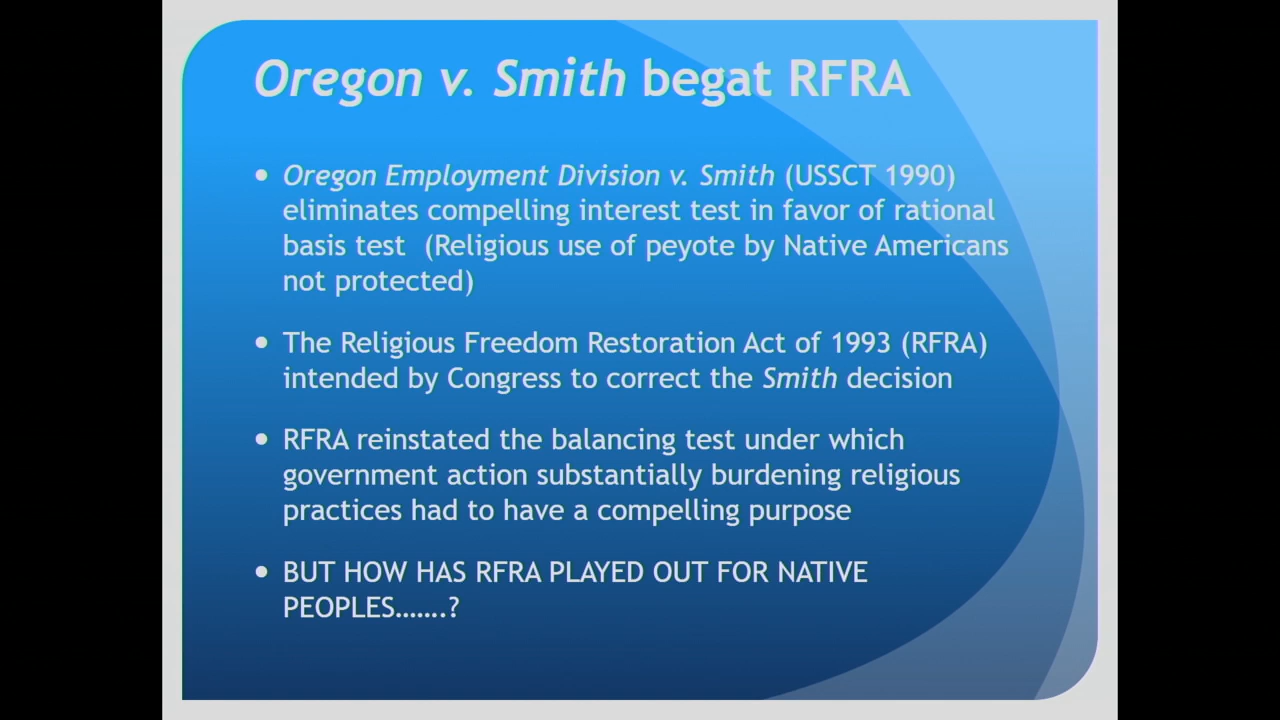 Oregon v. Smith begat RFRA
• Oregon Employment Division v. Smith (USSCT 1990)
eliminates compelling interest test in favor of rational
basis test (Religious use of peyote by Native Americans
not protected)
• The Religious Freedom Restoration Act of 1993 (RFRA)
intended by Congress to correct the Smith decision
• RFRA reinstated the balancing test under which
government action substantially burdening religious
practices had to have a compelling purpose
• BUT HOW HAS RFRA PLAYED OUT FOR NATIVE
PEOPLES…….?